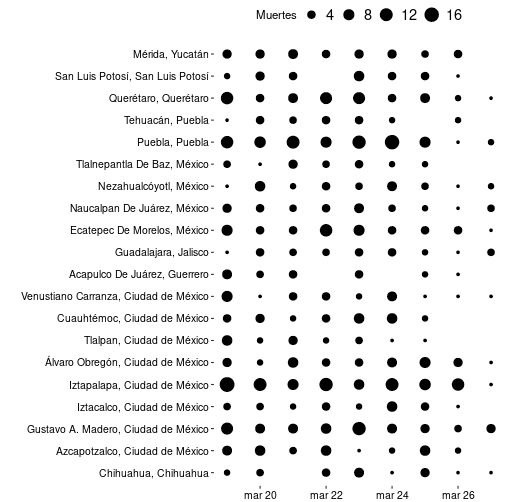 Muertes 4 8 12 16
Mérida, Yucatán
San Luis Potosí, San Luis Potosí
Querétaro, Querétaro
Tehuacán, Puebla
Puebla, Puebla
Tlalnepantla De Baz, México
Nezahualcóyotl, México
Naucalpan De Juárez, México
Ecatepec De Morelos, México
Guadalajara, Jalisco
Acapulco De Juárez, Guerrero
Venustiano Carranza, Ciudad de México
Cuauhtémoc, Ciudad de México
Tlalpan, Ciudad de México
Álvaro Obregón, Ciudad de México
Iztapalapa, Ciudad de México
Iztacalco, Ciudad de México
Gustavo A. Madero, Ciudad de México
Azcapotzalco, Ciudad de México
Chihuahua, Chihuahua
mar 20 mar 22 mar 24 mar 26